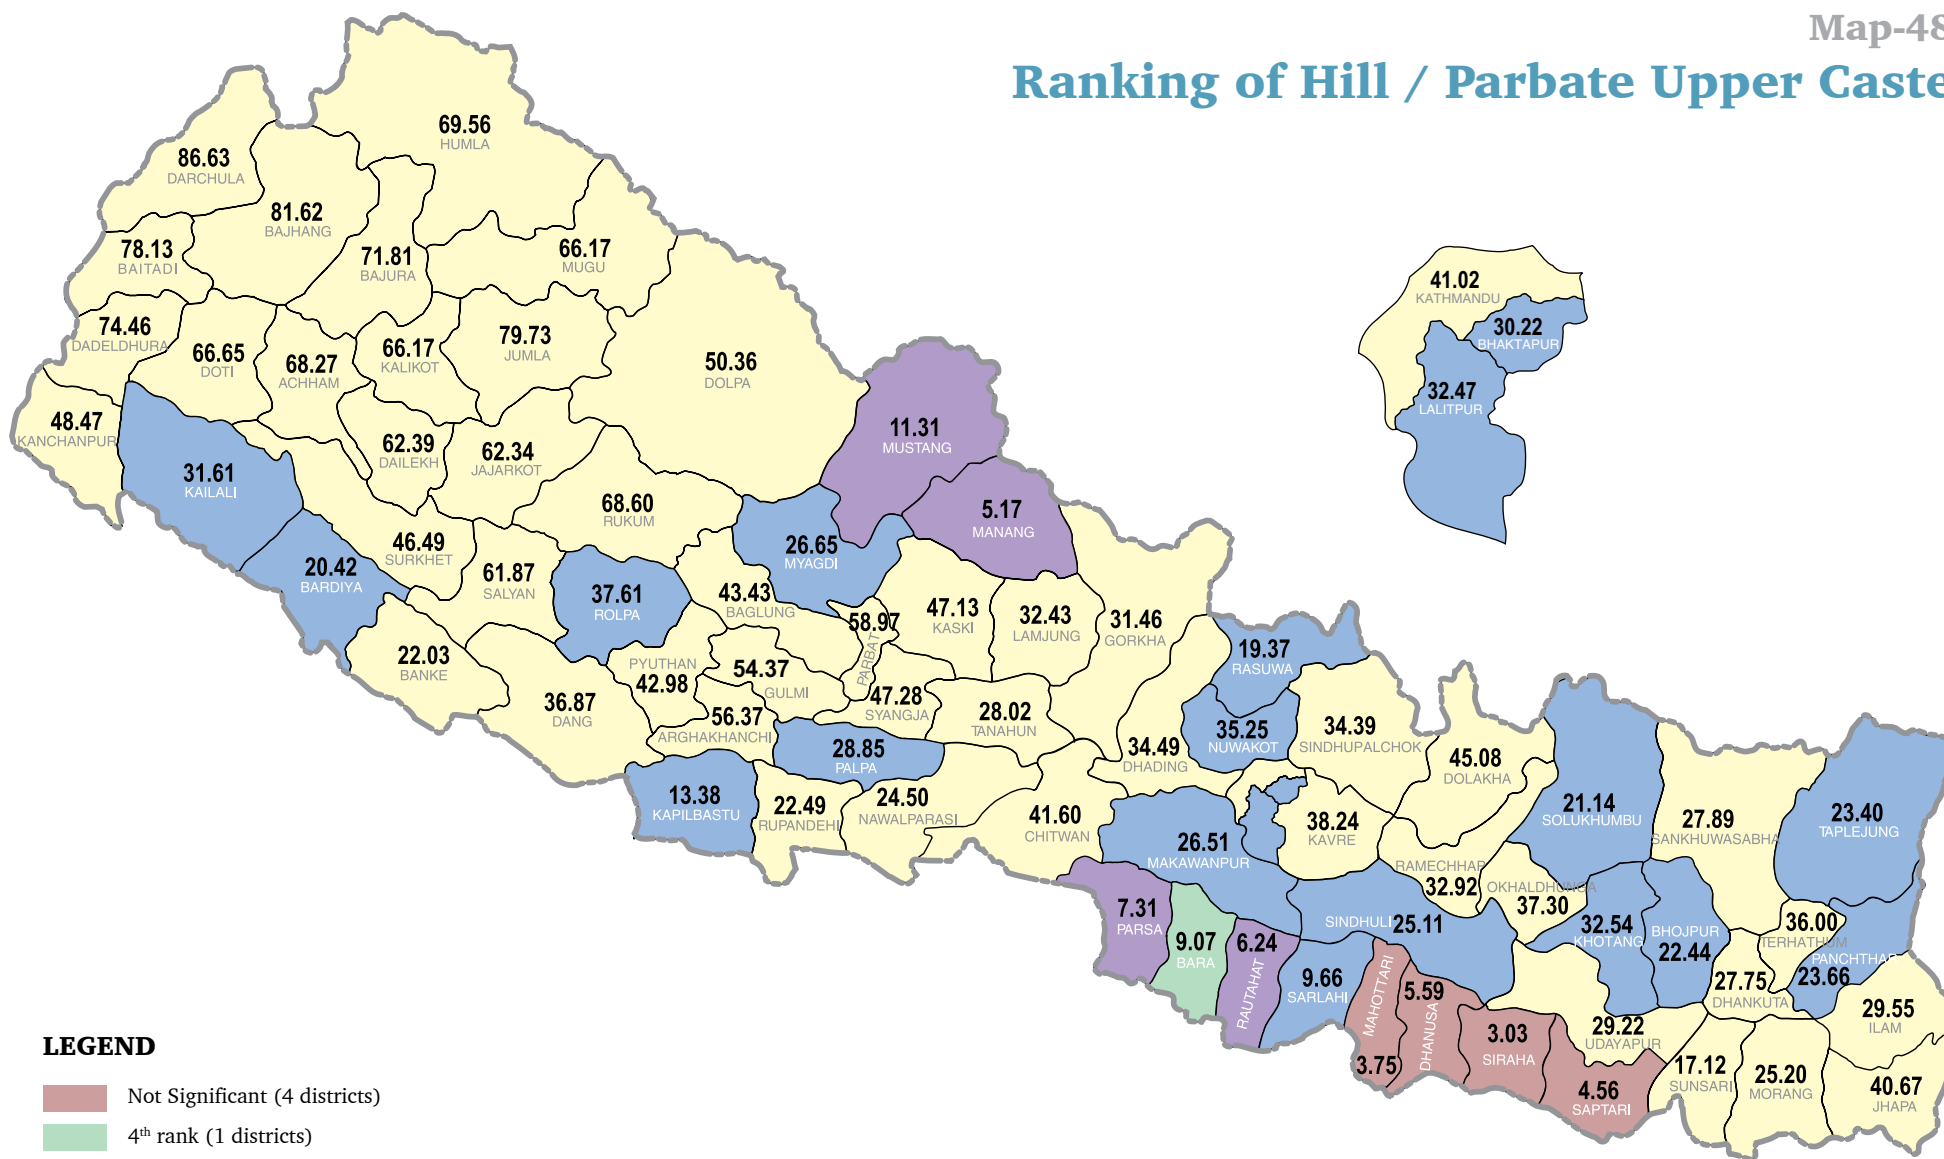 Map-48
Ranking of Hill / Parbate Upper Caste
69.56
HUMLA
86.63
DARCHULA
81.62
BAJHANG
78.13
BAITADI
71.81
BAJURA
66.17
MUGU
74.46
DADELDHURA
66.65
DOTI
68.27
ACHHAM
66.17
KALIKOT
79.73
JUMLA
50.36
DOLPA
48.47
KANCHANPUR
31.61
KAILALI
62.39
DAILEKH
62.34
JAJARKOT
68.60
RUKUM
11.31
MUSTANG
5.17
MANANG
41.02
KATHMANDU
30.22
BHAKTAPUR
32.47
LALITPUR
20.42
BARDIYA
46.49
SURKHET
61.87
SALYAN
37.61
ROLPA
26.65
MYAGDI
43.43
BAGLUNG
58.97
PARBAT
47.13
KASKI
32.43
LAMJUNG
31.46
GORKHA
22.03
BANKE
36.87
DANG
PYUTHAN
42.98
54.37
GULMI
56.37
ARGHAKHANCHI
47.28
SYANGJA
28.02
TANAHUN
28.85
PALPA
34.49
DHADING
19.37
RASUWA
35.25
NUWAKOT
34.39
SINDHUPALCHOK
45.08
DOLAKHA
13.38
KAPILBASTU
22.49
RUPANDEHI
24.50
NAWALPARASI
41.60
CHITWAN
26.51
MAKAWANPUR
38.24
KAVRE
RAMECHHAP
32.92
OKHALDHUNGA
37.30
21.14
SOLUKHUMBU
27.89
SANKHUWASABHA
23.40
TAPLEJUNG
7.31
PARSA
9.07
BARA
6.24
RAUTAHAT
9.66
SARLAHI
SINDHULI 25.11
32.54
KHOTANG
BHOJPUR
22.44
36.00
TERHATHUM
PANCHTHAR
23.66
27.75
DHANKUTA
29.55
ILAM
MAHOTTARI
3.75
5.59
DHANUSA
3.03
SIRAHA
4.56
SAPTARI
29.22
UDAYAPUR
17.12
SUNSARI
25.20
MORANG
40.67
JHAPA
LEGEND
Not Significant (4 districts)
4th rank (1 districts)